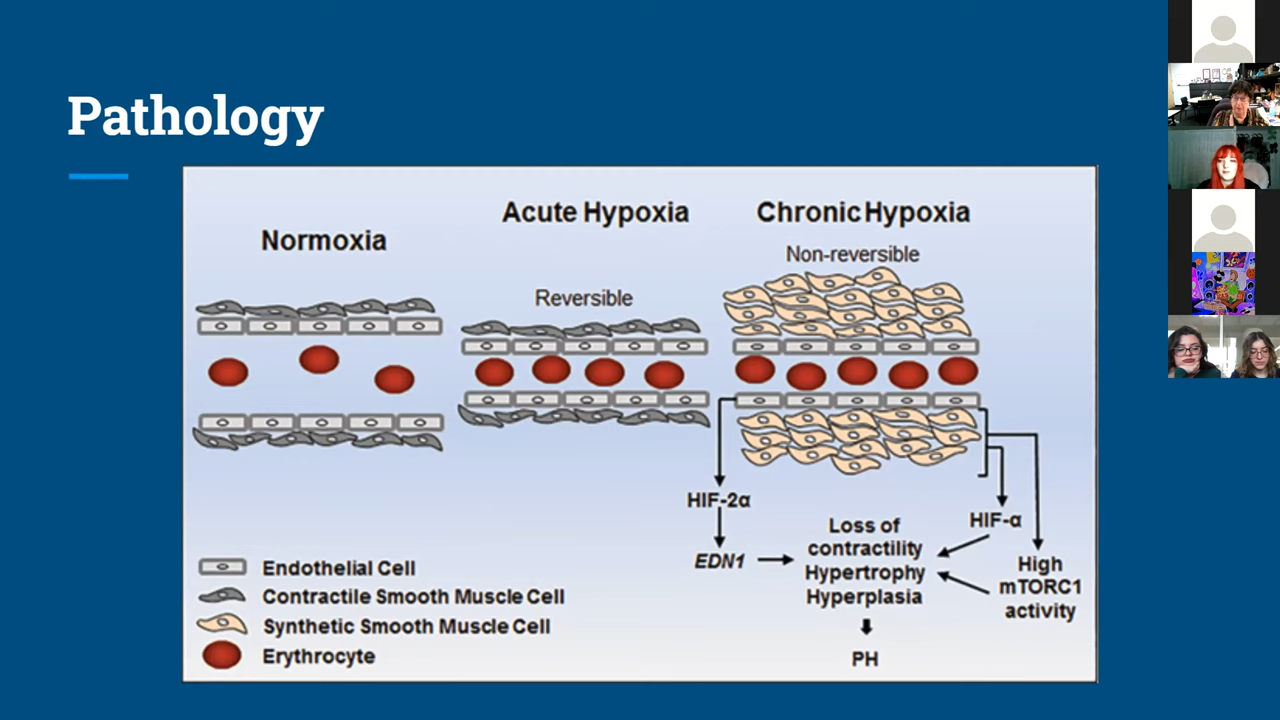 Pathology
Normoxia
Acute Hypoxia
Reversible
Chronic Hypoxia
Non-reversible
HIF-2α
EDN1
Loss of
contractility
Hypertrophy
Hyperplasia
PH
HIF-α
High
mTORC1
activity
Endothelial Cell
Contractile Smooth Muscle Cell
Synthetic Smooth Muscle Cell
Erythrocyte